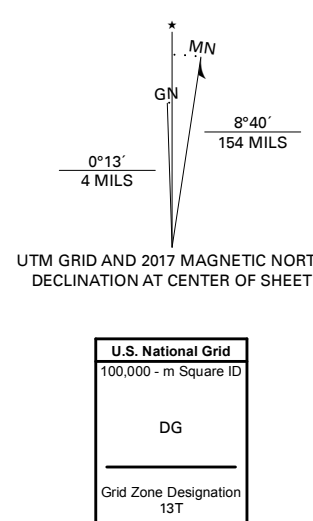 ★
MN
GN
8°40´
154 MILS
0°13´
4 MILS
UTM GRID AND 2017 MAGNETIC NORT
DECLINATION AT CENTER OF SHEET
U.S. National Grid
100,000 - m Square ID
DG
Grid Zone Designation
13T